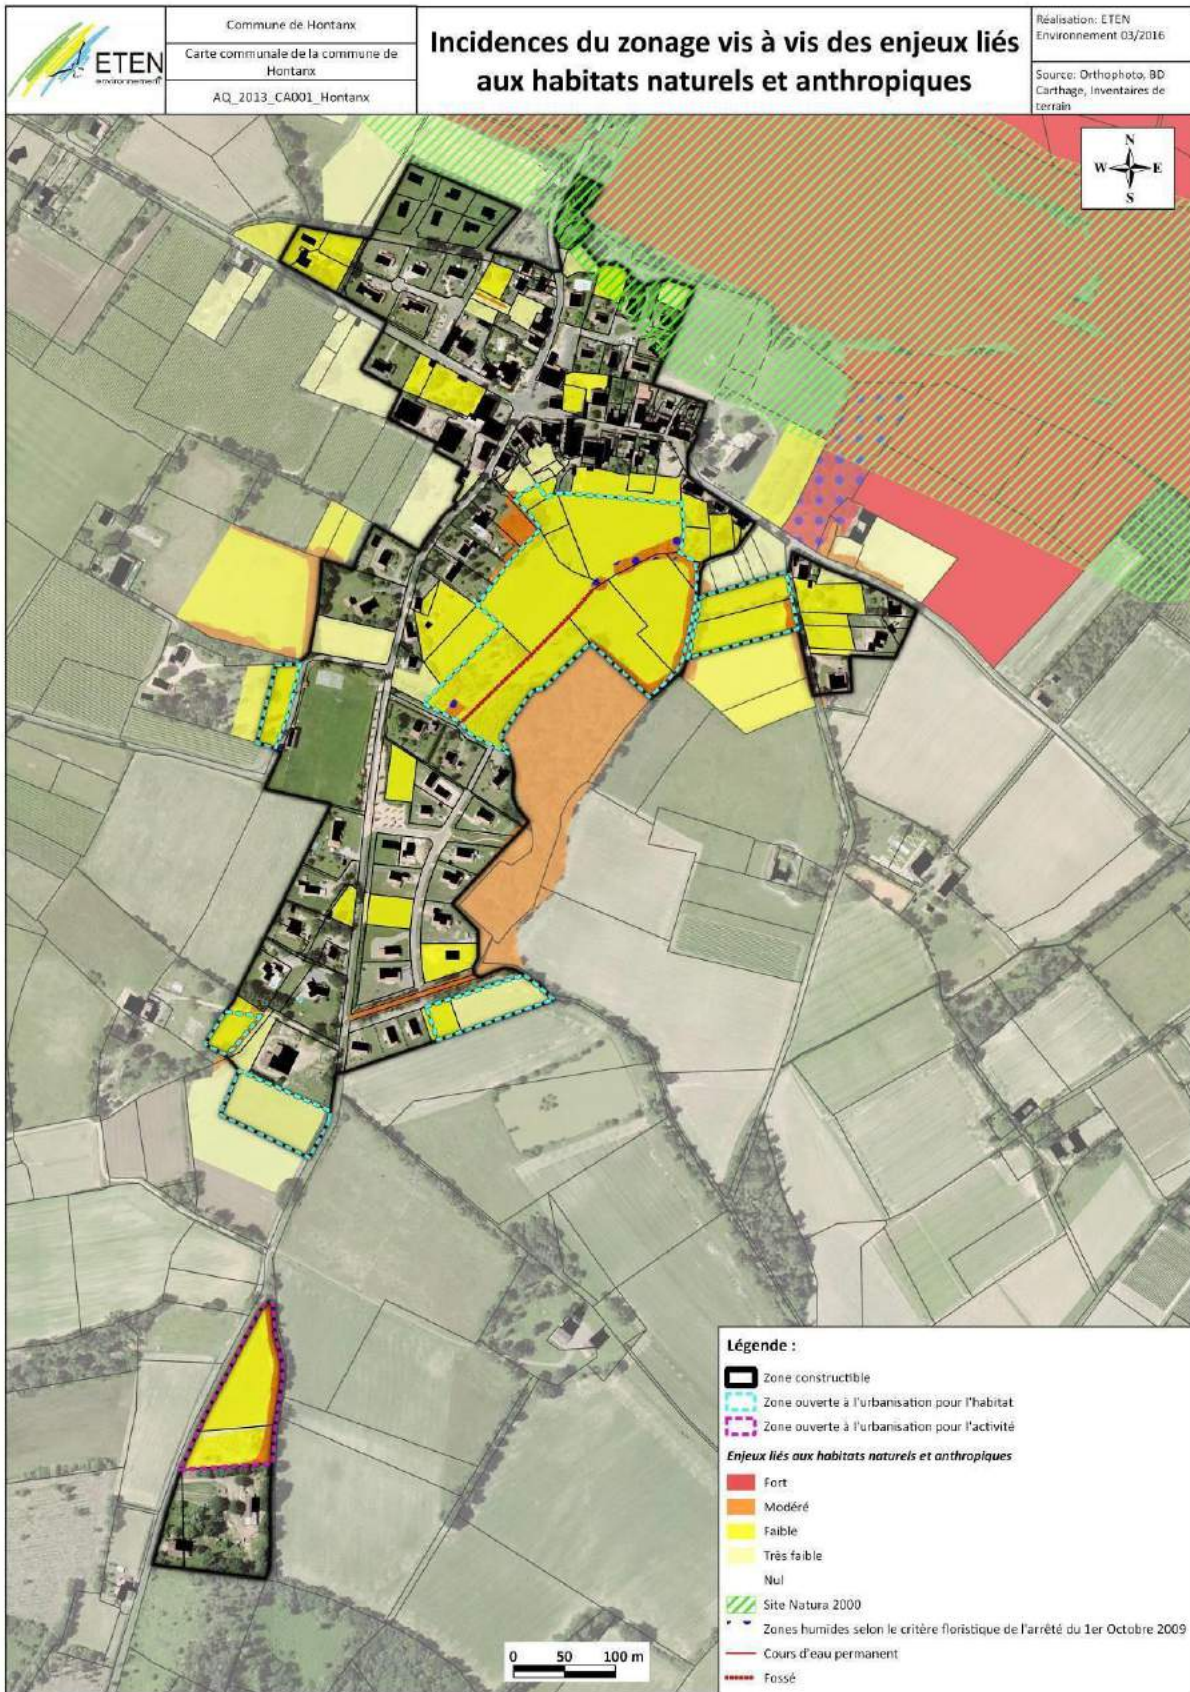 ETEN
environnement
Commune de Hontanx
Carte communale de la commune de
Hontanx
AQ_2013_CA001_Hontanx
Incidences du zonage vis à vis des enjeux liés
aux habitats naturels et anthropiques
Réalisation: ETEN
Environnement 03/2016
Source: Orthophoto, BD
Carthage, Inventaires de
terrain
N
W E
S
Légende :
Zone constructible
Zone ouverte à l'urbanisation pour l'habitat
Zone ouverte à l'urbanisation pour l'activité
Enjeux liés aux habitats naturels et anthropiques
Fort
Modéré
Faible
Très faible
Nul
Site Natura 2000
Zones humides selon le critère floristique de l'arrêté du 1er Octobre 2009
Cours d'eau permanent
Fossé
0 50 100 m